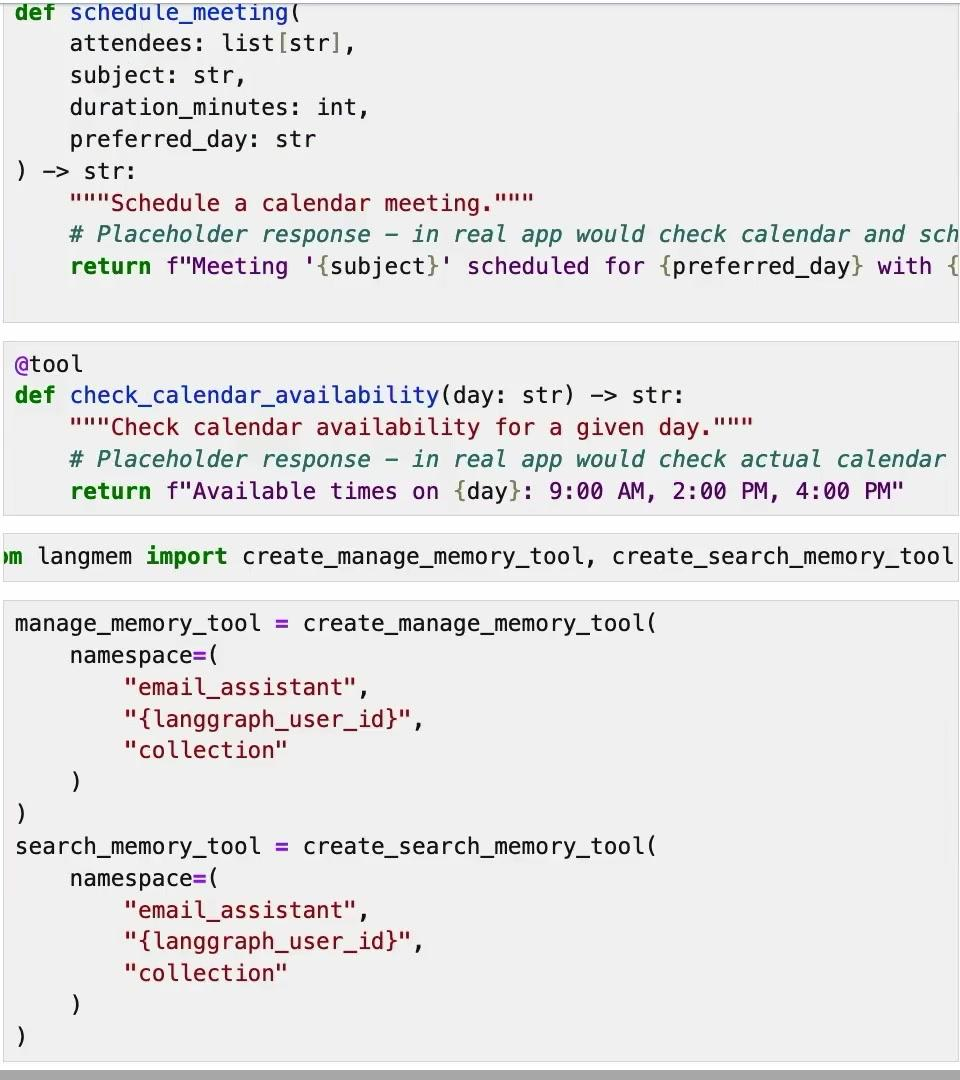 def schedule_meeting(
    attendees: list[str],
    subject: str,
    duration_minutes: int,
    preferred_day: str
) -> str:
    """Schedule a calendar meeting."""
    # Placeholder response – in real app would check calendar and sch
    return f"Meeting '{subject}' scheduled for {preferred_day} with {
@tool
def check_calendar_availability(day: str) -> str:
    """Check calendar availability for a given day."""
    # Placeholder response – in real app would check actual calendar
    return f"Available times on {day}: 9:00 AM, 2:00 PM, 4:00 PM"
om langmem import create_manage_memory_tool, create_search_memory_tool
manage_memory_tool = create_manage_memory_tool(
    namespace=(
        "email_assistant",
        "{langgraph_user_id}",
        "collection"
    )
)
search_memory_tool = create_search_memory_tool(
    namespace=(
        "email_assistant",
        "{langgraph_user_id}",
        "collection"
    )
)